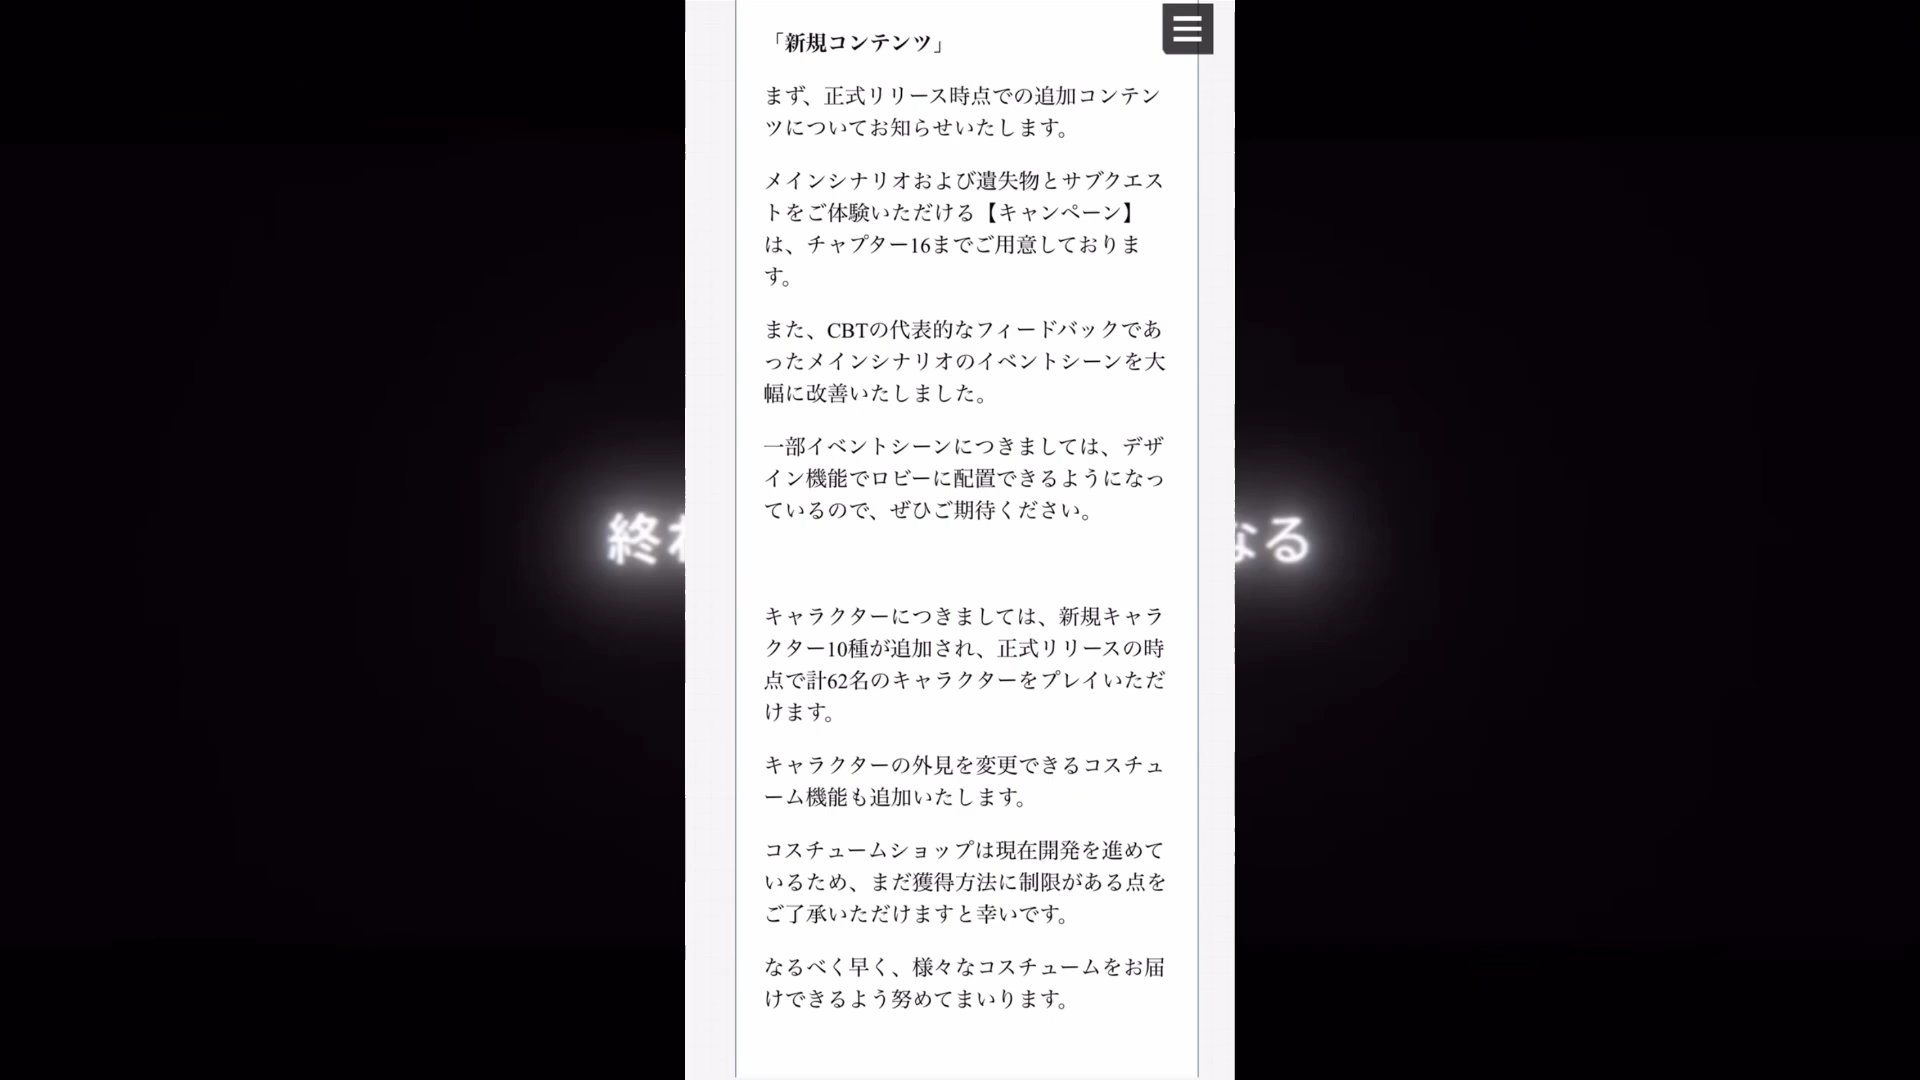 「新規コンテンツ」
まず、正式リリース時点での追加コンテン
ツについてお知らせいたします。
メインシナリオおよび遺失物とサブクエス
トをご体験いただける【キャンペーン】
は、チャプター16までご用意しておりま
す。
また、CBTの代表的なフィードバックであ
ったメインシナリオのイベントシーンを大
幅に改善いたしました。
一部イベントシーンにつきましては、デザ
イン機能でロビーに配置できるようになっ
ているので、ぜひご期待ください。
終
なる
キャラクターにつきましては、新規キャラ
クター10種が追加され、正式リリースの時
点で計62名のキャラクターをプレイいただ
けます。
キャラクターの外見を変更できるコスチュ
ーム機能も追加いたします。
コスチュームショップは現在開発を進めて
いるため、まだ獲得方法に制限がある点を
ご了承いただけますと幸いです。
なるべく早く、様々なコスチュームをお届
けできるよう努めてまいります。